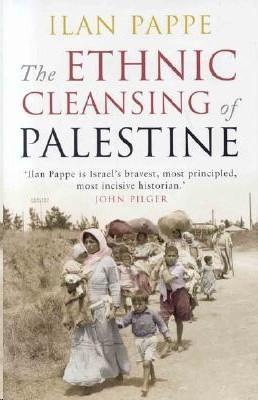 ILAN PAPPE
The ETHNIC
CLEANSING of
PALESTINE
'Ilan Pappe is Israel's bravest, most principled,
most incisive historian.'
JOHN PILGER